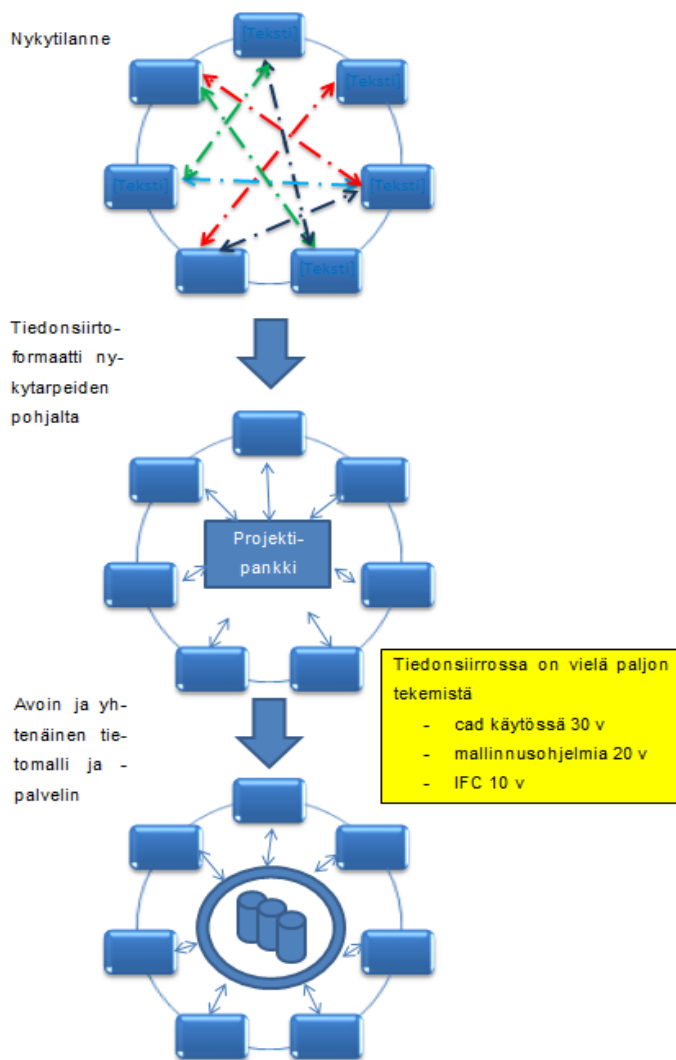 Nykytilanne
[Teksti]
[Teksti]
[Teksti]
[Teksti]
[Teksti]
Tiedonsiirto-
formaatti ny-
kytarpeiden
pohjalta
Projekti-
pankki
Tiedonsiirrossa on vielä paljon
tekemistä
- cad käytössä 30 v
- mallinnusohjelmia 20 v
- IFC 10 v
Avoin ja yh-
tenäinen tie-
tomalli ja -
palvelin